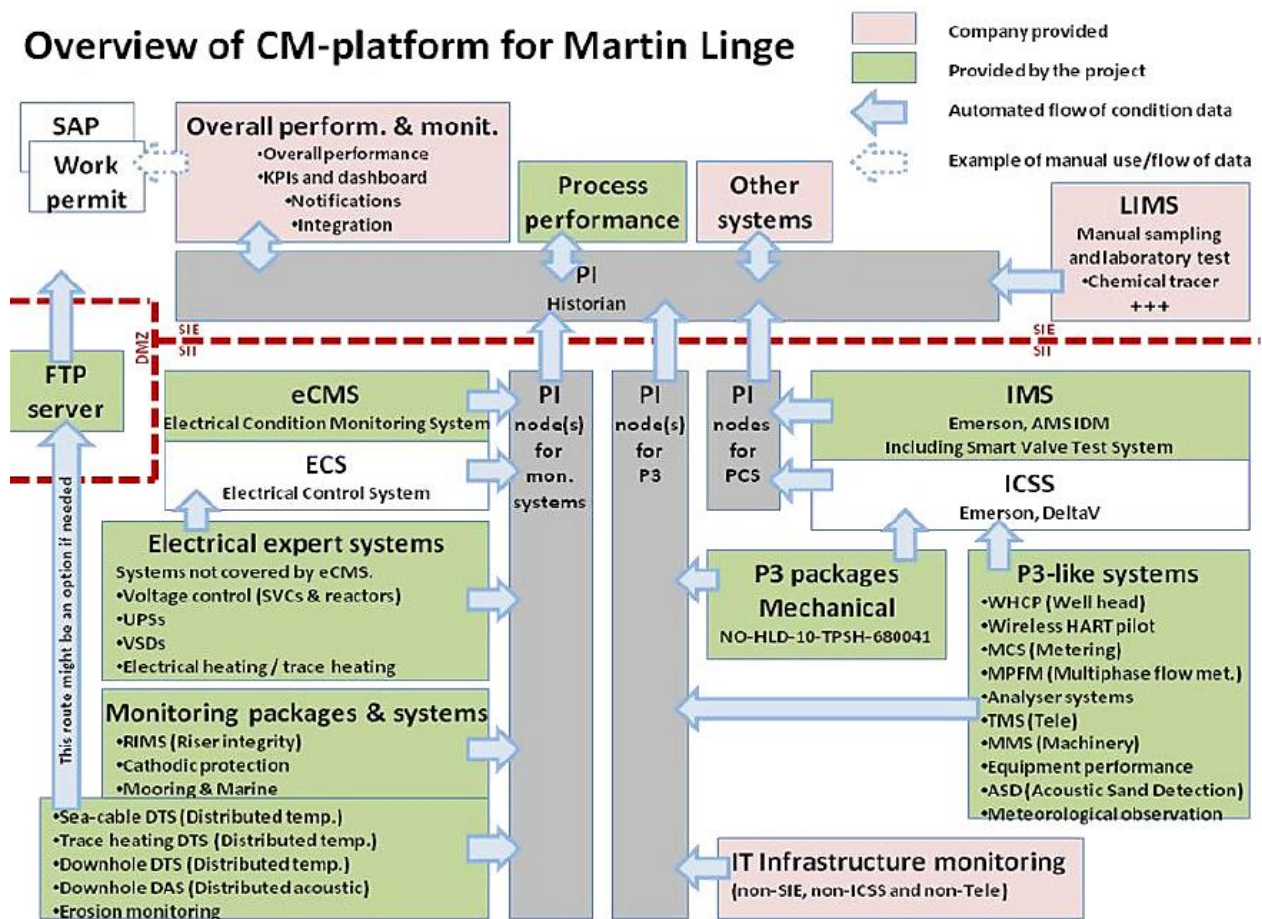 Overview of CM-platform for Martin Linge
Company provided
Provided by the project
Automated flow of condition data
Example of manual use/flow of data
SAP
Work
permit
Overall perform. & monit.
•Overall performance
•KPIs and dashboard
•Notifications
•Integration
Process
performance
Other
systems
LIMS
Manual sampling
and laboratory test
•Chemical tracer
+++
PI
Historian
DMZ
SIE
SII
SIE
SII
FTP
server
This route might be an option if needed
eCMS
Electrical Condition Monitoring System
ECS
Electrical Control System
PI
node(s)
for
mon.
systems
PI
node(s)
for
P3
PI
nodes
for
PCS
IMS
Emerson, AMS IDM
Including Smart Valve Test System
ICSS
Emerson, DeltaV
Electrical expert systems
Systems not covered by eCMS.
•Voltage control (SVCs & reactors)
•UPSs
•VSDs
•Electrical heating / trace heating
P3 packages
Mechanical
NO-HLD-10-TPSH-680041
P3-like systems
•WHCP (Well head)
•Wireless HART pilot
•MCS (Metering)
•MPFM (Multiphase flow met.)
•Analyser systems
•TMS (Tele)
•MMS (Machinery)
•Equipment performance
•ASD (Acoustic Sand Detection)
•Meteorological observation
Monitoring packages & systems
•RIMS (Riser integrity)
•Cathodic protection
•Mooring & Marine
•Sea-cable DTS (Distributed temp.)
•Trace heating DTS (Distributed temp.)
•Downhole DTS (Distributed temp.)
•Downhole DAS (Distributed acoustic)
•Erosion monitoring
IT Infrastructure monitoring
(non-SIE, non-ICSS and non-Tele)